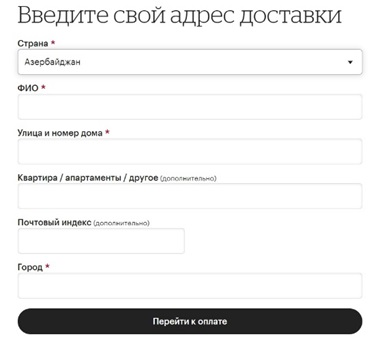 Введите свой адрес доставки
Страна *
Азербайджан
ФИО *
Улица и номер дома *
Квартира / апартаменты / другое (дополнительно)
Почтовый индекс (дополнительно)
Город *
Перейти к оплате